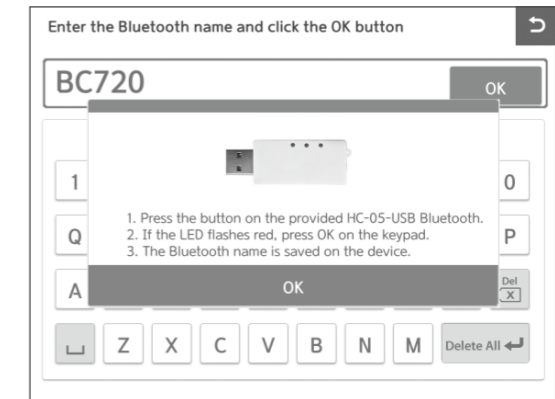 Enter the Bluetooth name and click the OK button
BC720
OK
1. Press the button on the provided HC-05-USB Bluetooth.
2. If the LED flashes red, press OK on the keypad.
3. The Bluetooth name is saved on the device.
OK
1 0
Q P
A Del X
Z X C V B N M Delete All